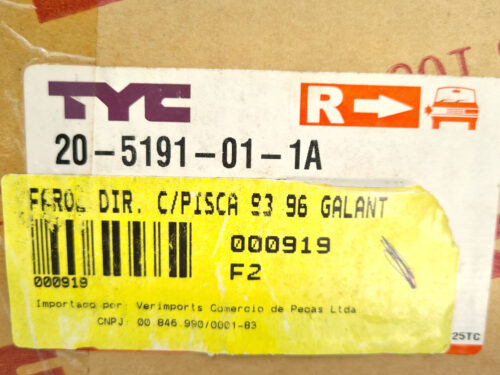 TYC
R
20-5191-01-1A
FAROL DIR. C/PISCA 93 96 GALANT
000919
000919
F2
Importado por: Verimports Comercio de Peças Ltda
CNPJ: 00 846.990/0001-83
25TC